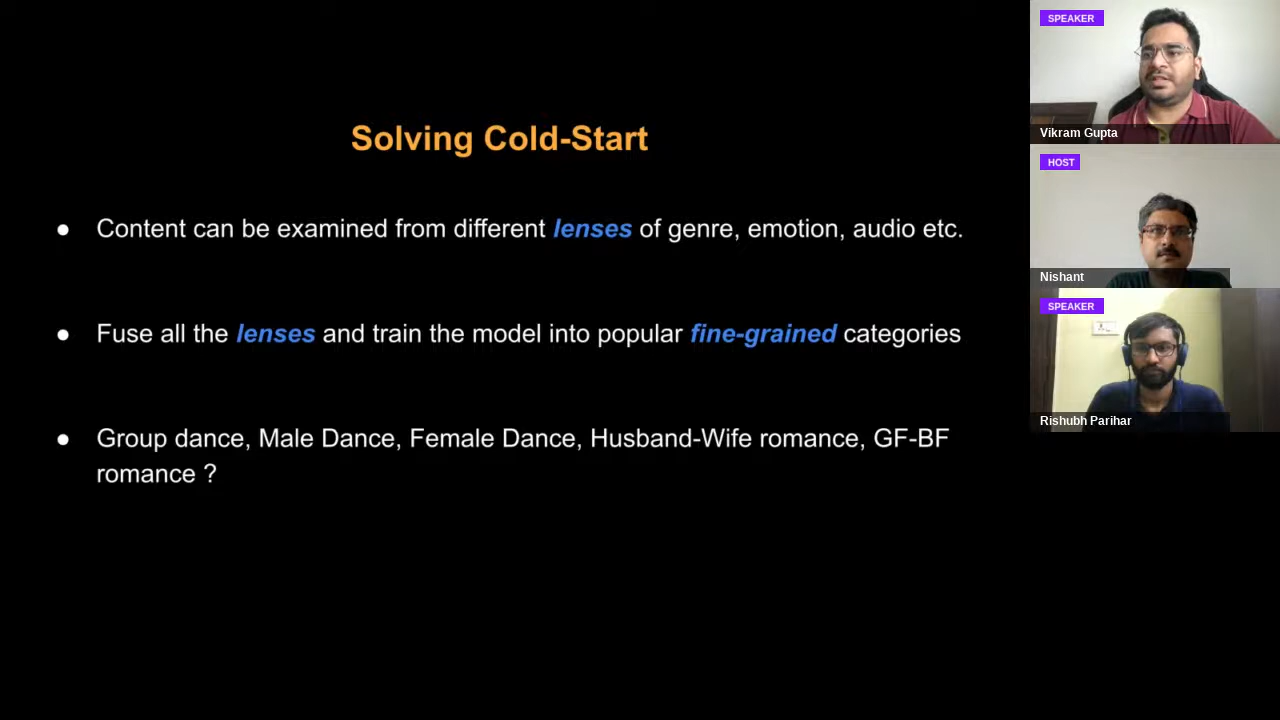 Solving Cold-Start
● Content can be examined from different lenses of genre, emotion, audio etc.
● Fuse all the lenses and train the model into popular fine-grained categories
● Group dance, Male Dance, Female Dance, Husband-Wife romance, GF-BF
romance ?
SPEAKER
Vikram Gupta
HOST
Nishant
SPEAKER
Rishubh Parihar